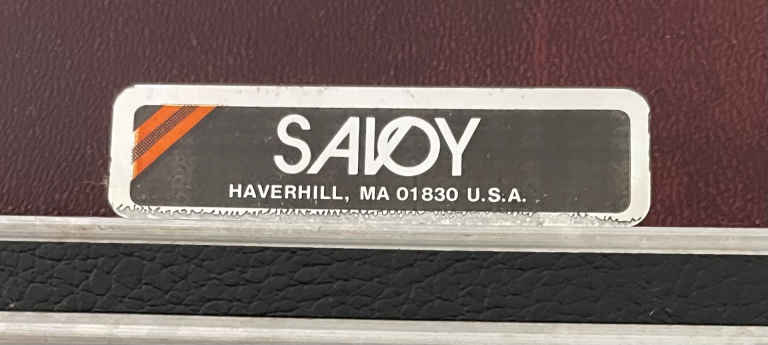 SAVOY
HAVERHILL, MA 01830 U.S.A.